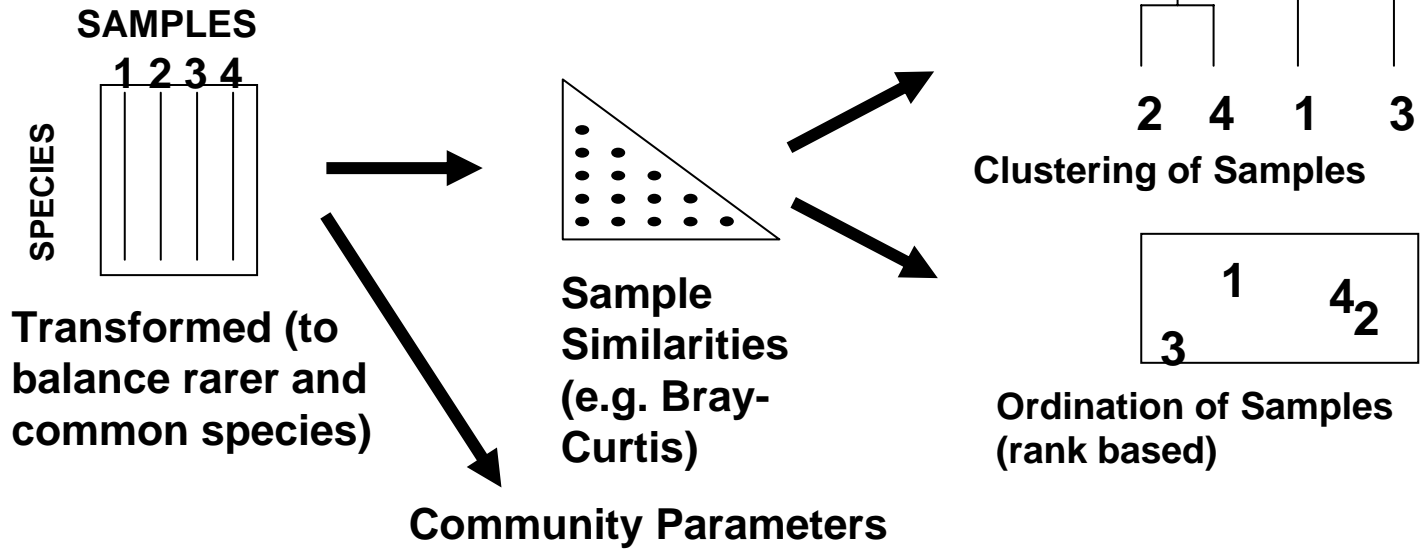 SAMPLES
1 2 3 4
SPECIES
Transformed (to
balance rarer and
common species)
Sample
Similarities
(e.g. Bray-
Curtis)
2 4 1 3
Clustering of Samples
1
4
2
3
Ordination of Samples
(rank based)
Community Parameters